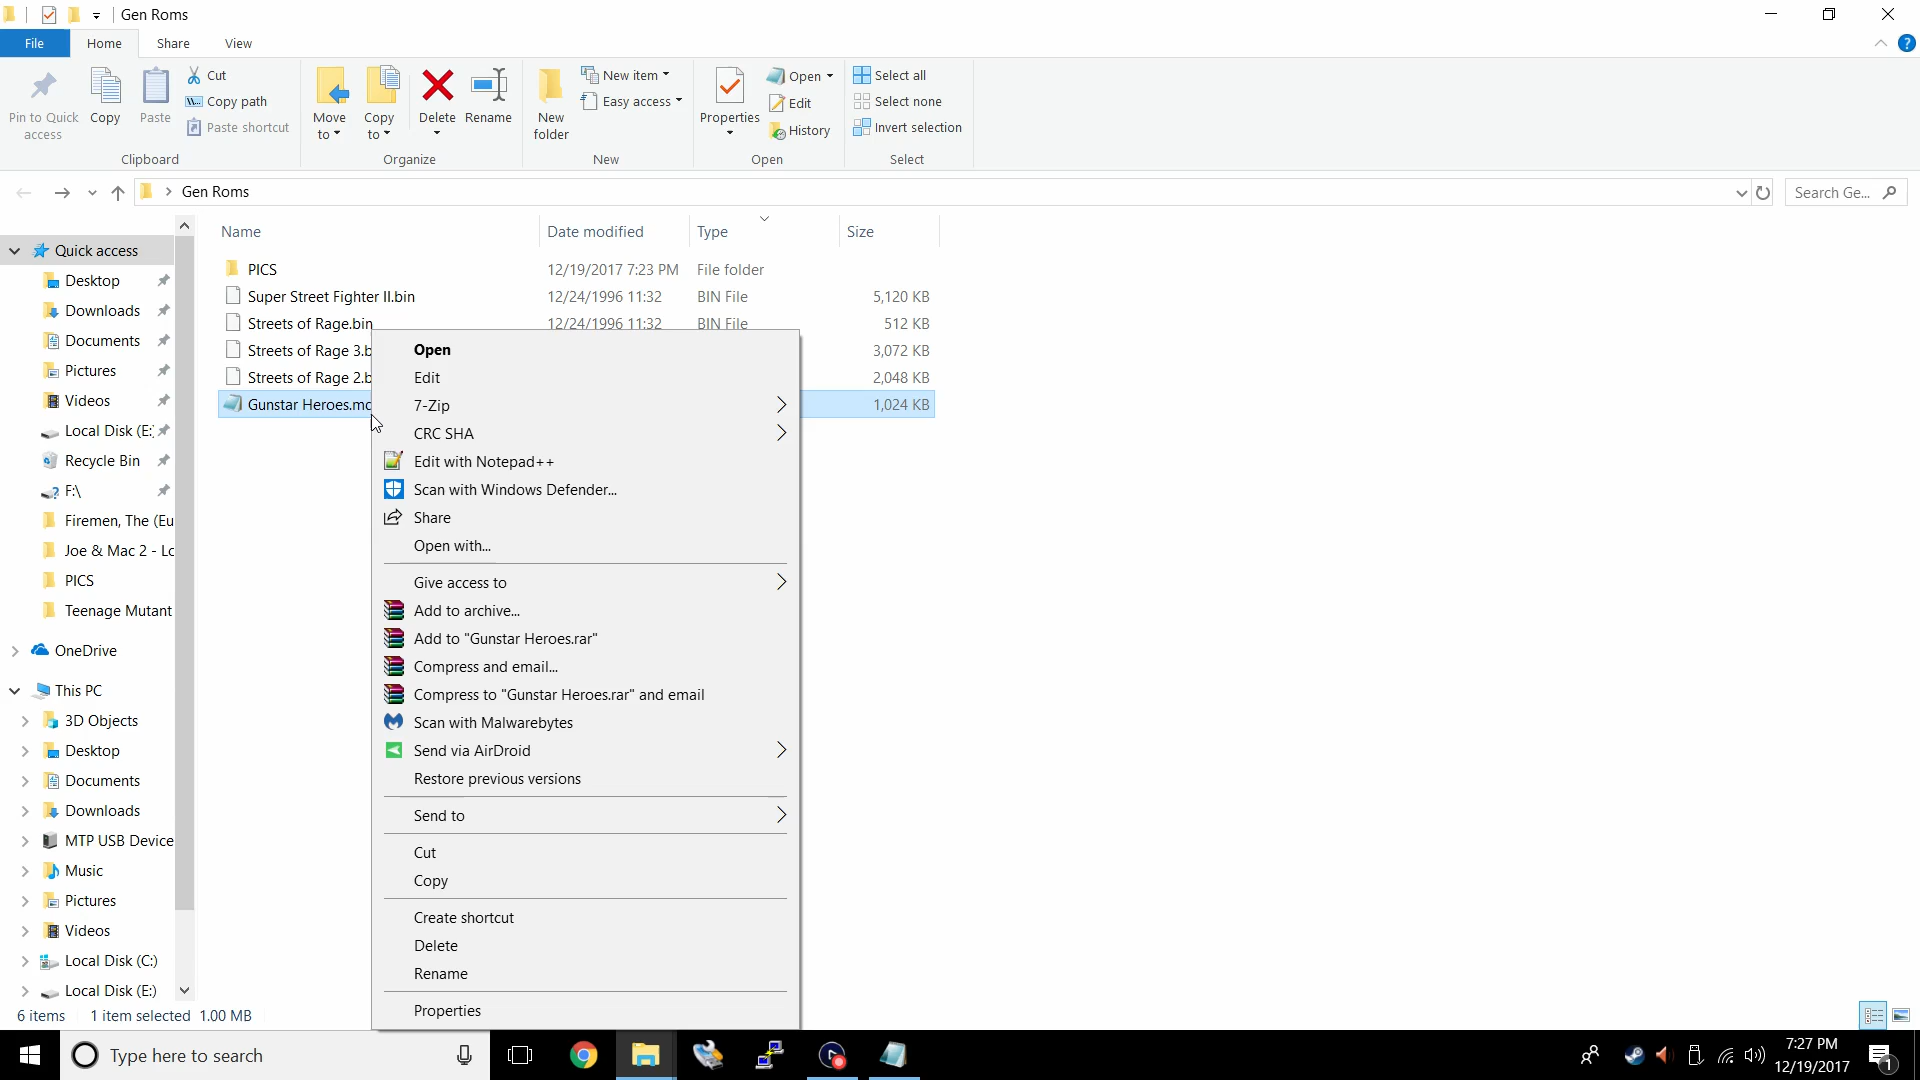 Gen Roms
File Home Share View
Pin to Quick access
Copy
Paste
Cut
Copy path
Paste shortcut
Clipboard
Move to
Copy to
Delete
Rename
Organize
New folder
New item
Easy access
New
Properties
Open
Edit
History
Open
Select all
Select none
Invert selection
Select
Gen Roms
Search Ge...
Quick access
Desktop
Downloads
Documents
Pictures
Videos
Local Disk (E:
Recycle Bin
F:\
Firemen, The (Eu
Joe & Mac 2 - Lo
PICS
Teenage Mutant
OneDrive
This PC
3D Objects
Desktop
Documents
Downloads
MTP USB Device
Music
Pictures
Videos
Local Disk (C:)
Local Disk (E:)
Name Date modified Type Size
PICS 12/19/2017 7:23 PM File folder
Super Street Fighter II.bin 12/24/1996 11:32 BIN File 5,120 KB
Streets of Rage.bin 12/24/1996 11:32 BIN File 512 KB
Streets of Rage 3.b 3,072 KB
Streets of Rage 2.b 2,048 KB
Gunstar Heroes.mc 1,024 KB
Open
Edit
7-Zip
CRC SHA
Edit with Notepad++
Scan with Windows Defender...
Share
Open with...
Give access to
Add to archive...
Add to "Gunstar Heroes.rar"
Compress and email...
Compress to "Gunstar Heroes.rar" and email
Scan with Malwarebytes
Send via AirDroid
Restore previous versions
Send to
Cut
Copy
Create shortcut
Delete
Rename
Properties
6 items 1 item selected 1.00 MB
Type here to search
7:27 PM
12/19/2017
1